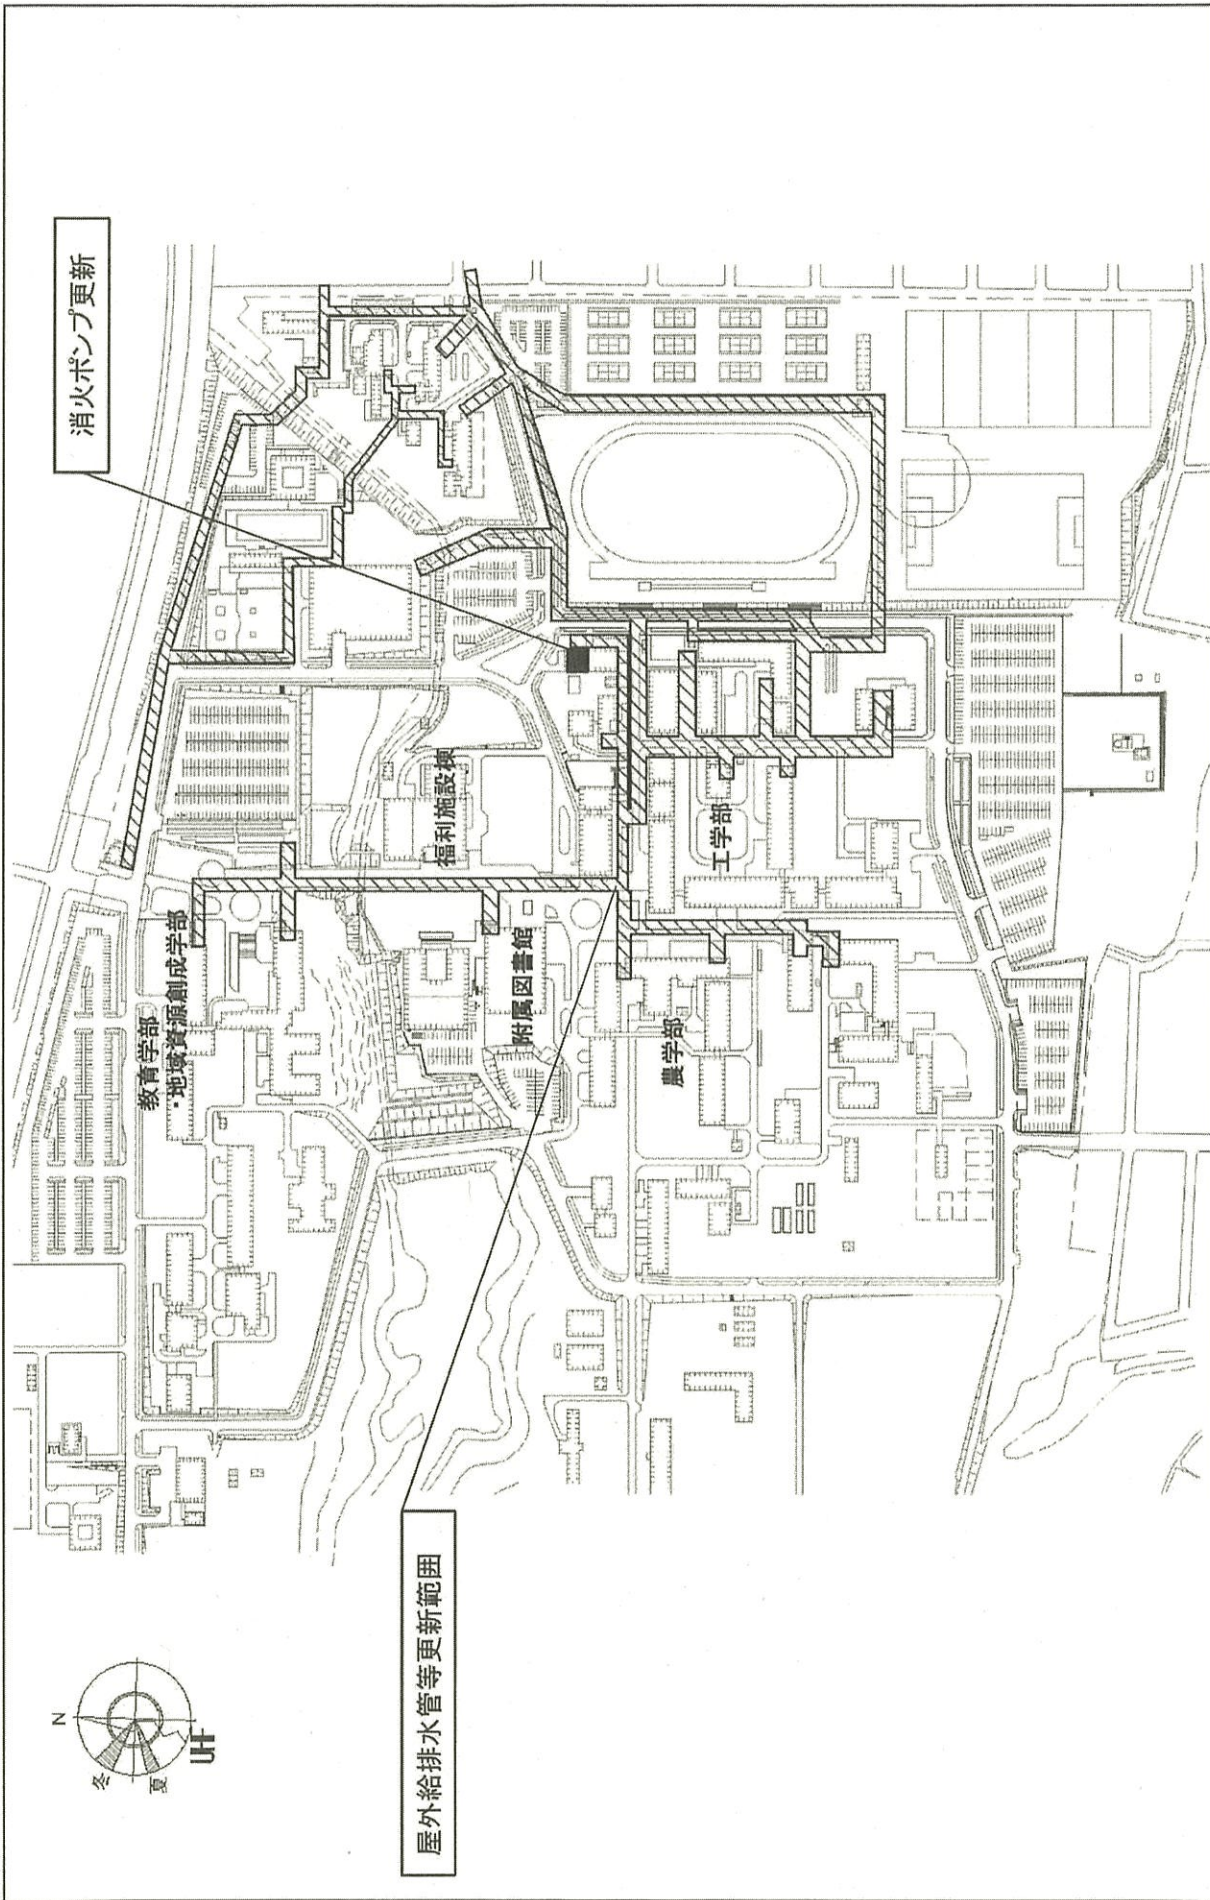 消火ポンプ更新
教育学部
・地域資源創成学部
福利施設棟
附属図書館
工学部
農学部
屋外給排水管等更新範囲
N
冬
夏